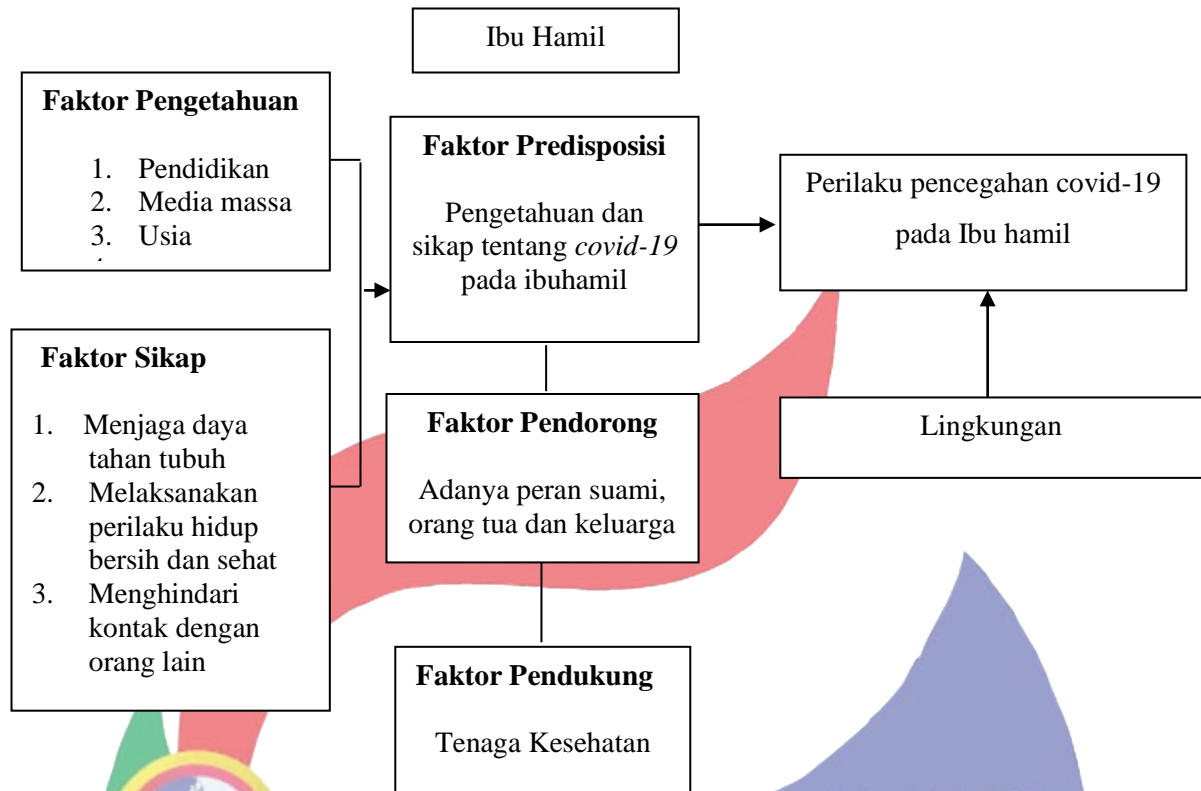 Ibu Hamil
Faktor Pengetahuan
1. Pendidikan
2. Media massa
3. Usia
Faktor Sikap
1. Menjaga daya
tahan tubuh
2. Melaksanakan
perilaku hidup
bersih dan sehat
3. Menghindari
kontak dengan
orang lain
Faktor Predisposisi
Pengetahuan dan
sikap tentang covid-19
pada ibuhamil
Faktor Pendorong
Adanya peran suami,
orang tua dan keluarga
Faktor Pendukung
Tenaga Kesehatan
Perilaku pencegahan covid-19
pada Ibu hamil
Lingkungan